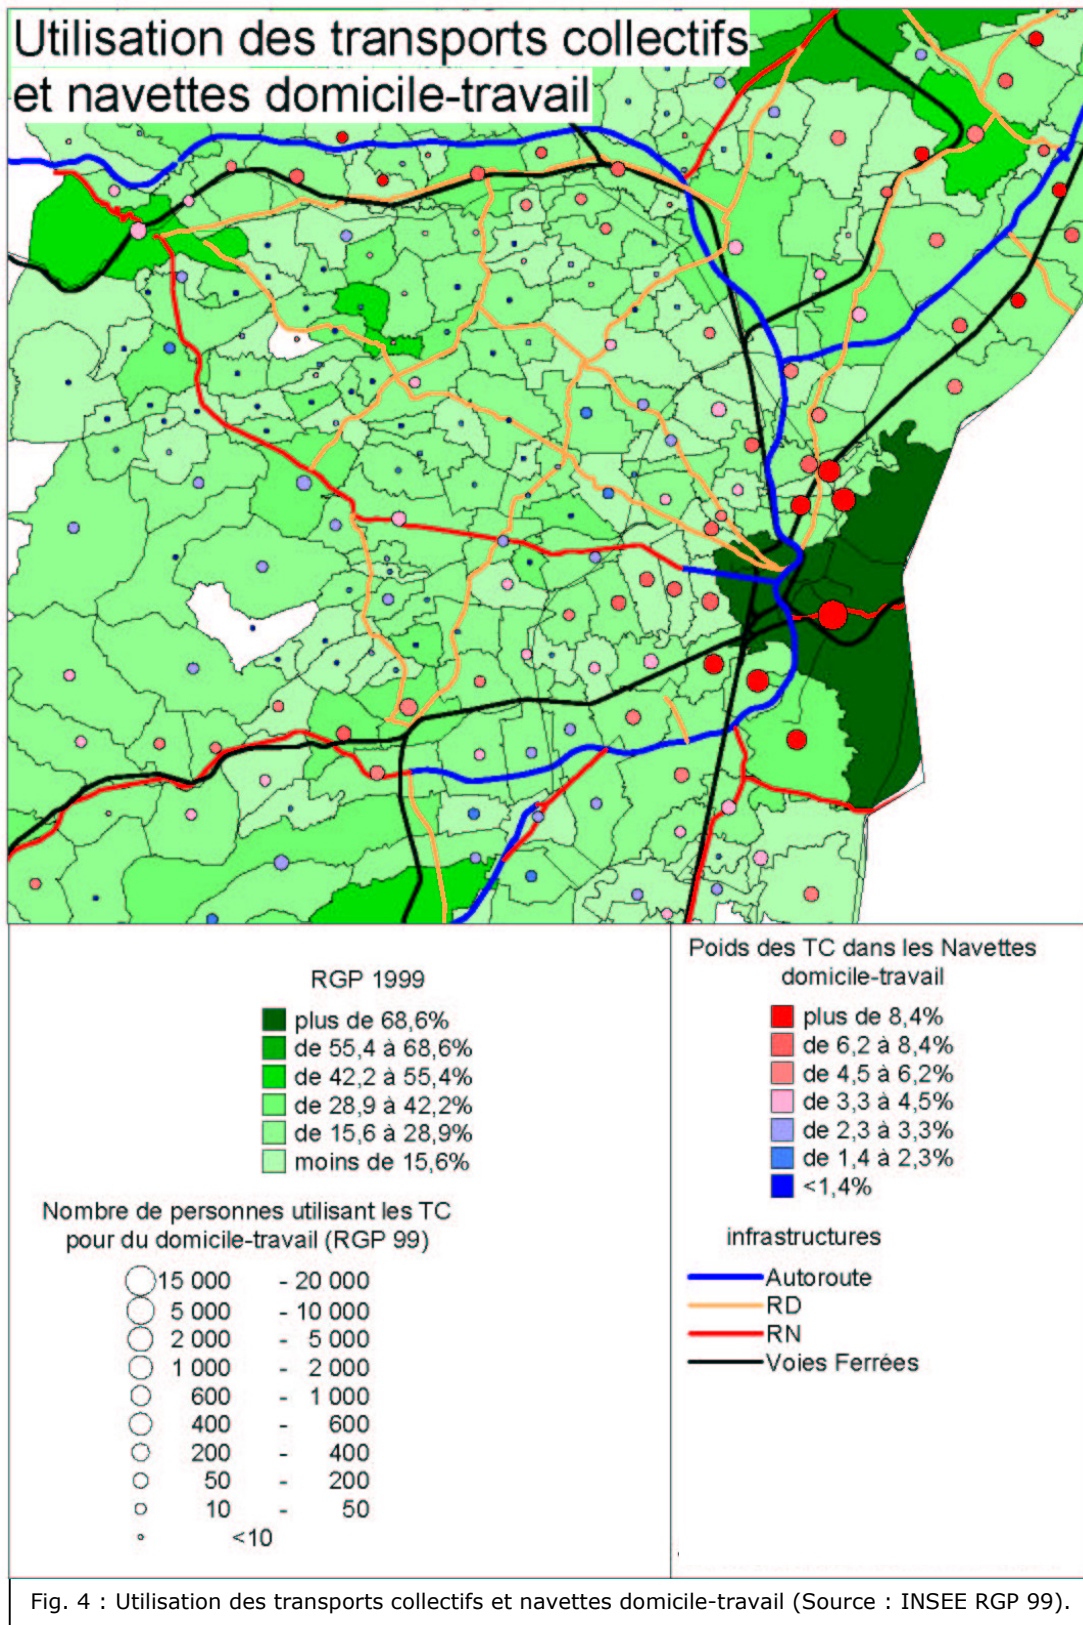 Utilisation des transports collectifs
et navettes domicile-travail
RGP 1999
plus de 68,6%
de 55,4 à 68,6%
de 42,2 à 55,4%
de 28,9 à 42,2%
de 15,6 à 28,9%
moins de 15,6%
Nombre de personnes utilisant les TC
pour du domicile-travail (RGP 99)
15 000 - 20 000
5 000 - 10 000
2 000 - 5 000
1 000 - 2 000
600 - 1 000
400 - 600
200 - 400
50 - 200
10 - 50
<10
Poids des TC dans les Navettes
domicile-travail
plus de 8,4%
de 6,2 à 8,4%
de 4,5 à 6,2%
de 3,3 à 4,5%
de 2,3 à 3,3%
de 1,4 à 2,3%
<1,4%
infrastructures
Autoroute
RD
RN
Voies Ferrées
Fig. 4 : Utilisation des transports collectifs et navettes domicile-travail (Source : INSEE RGP 99).